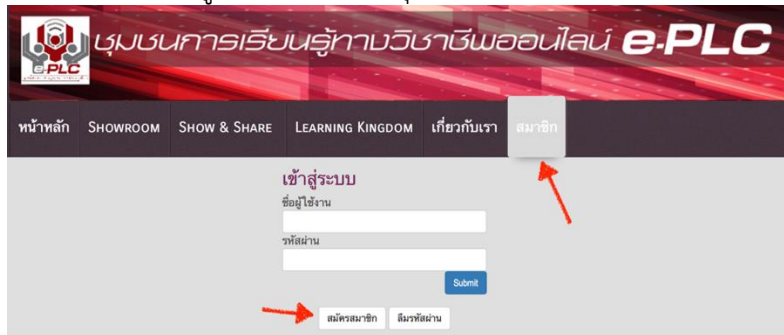 ชุมชนการเรียนรู้ทางวิชาชีพออนไลน์ e-PLC
e-PLC
หน้าหลัก SHOWROOM SHOW & SHARE LEARNING KINGDOM เกี่ยวกับเรา สมาชิก
เข้าสู่ระบบ
ชื่อผู้ใช้งาน
รหัสผ่าน
Submit
สมัครสมาชิก ลืมรหัสผ่าน